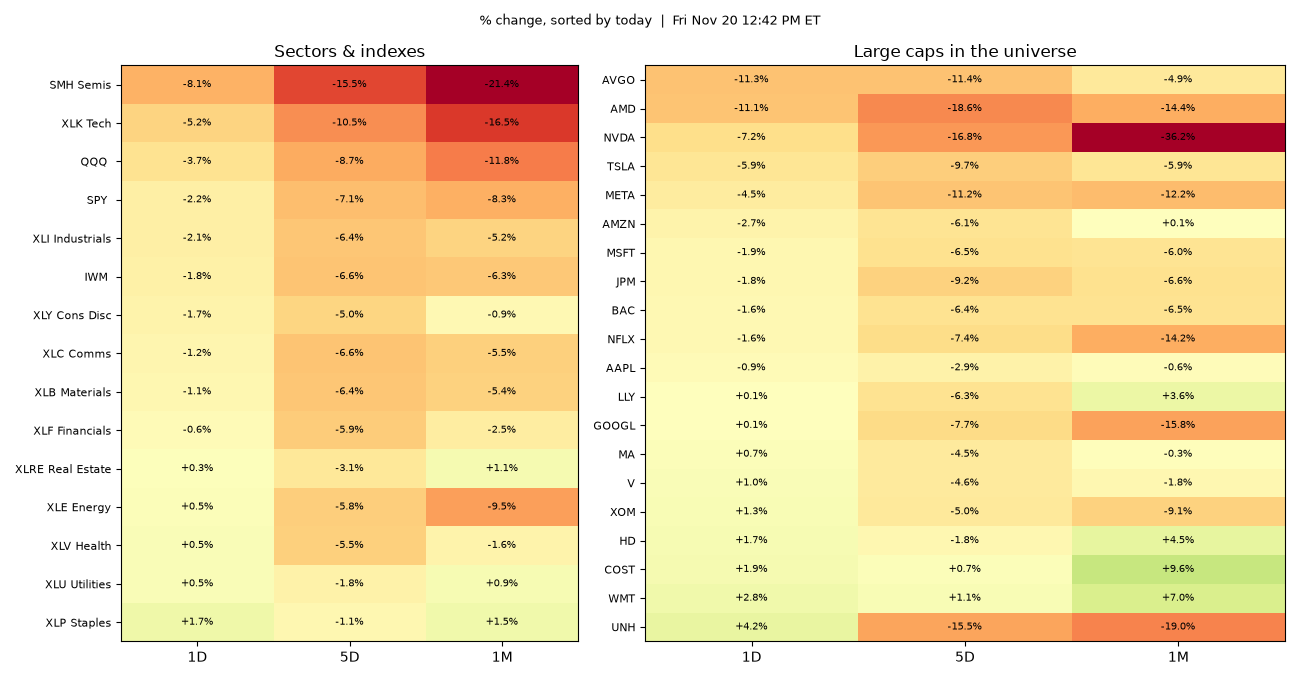 % change, sorted by today | Fri Nov 20 12:42 PM ET
Sectors & indexes
SMH Semis -8.1% -15.5% -21.4%
XLK Tech -5.2% -10.5% -16.5%
QQQ -3.7% -8.7% -11.8%
SPY -2.2% -7.1% -8.3%
XLI Industrials -2.1% -6.4% -5.2%
IWM -1.8% -6.6% -6.3%
XLY Cons Disc -1.7% -5.0% -0.9%
XLC Comms -1.2% -6.6% -5.5%
XLB Materials -1.1% -6.4% -5.4%
XLF Financials -0.6% -5.9% -2.5%
XLRE Real Estate +0.3% -3.1% +1.1%
XLE Energy +0.5% -5.8% -9.5%
XLV Health +0.5% -5.5% -1.6%
XLU Utilities +0.5% -1.8% +0.9%
XLP Staples +1.7% -1.1% +1.5%
1D 5D 1M
Large caps in the universe
AVGO -11.3% -11.4% -4.9%
AMD -11.1% -18.6% -14.4%
NVDA -7.2% -16.8% -36.2%
TSLA -5.9% -9.7% -5.9%
META -4.5% -11.2% -12.2%
AMZN -2.7% -6.1% +0.1%
MSFT -1.9% -6.5% -6.0%
JPM -1.8% -9.2% -6.6%
BAC -1.6% -6.4% -6.5%
NFLX -1.6% -7.4% -14.2%
AAPL -0.9% -2.9% -0.6%
LLY +0.1% -6.3% +3.6%
GOOGL +0.1% -7.7% -15.8%
MA +0.7% -4.5% -0.3%
V +1.0% -4.6% -1.8%
XOM +1.3% -5.0% -9.1%
HD +1.7% -1.8% +4.5%
COST +1.9% +0.7% +9.6%
WMT +2.8% +1.1% +7.0%
UNH +4.2% -15.5% -19.0%
1D 5D 1M